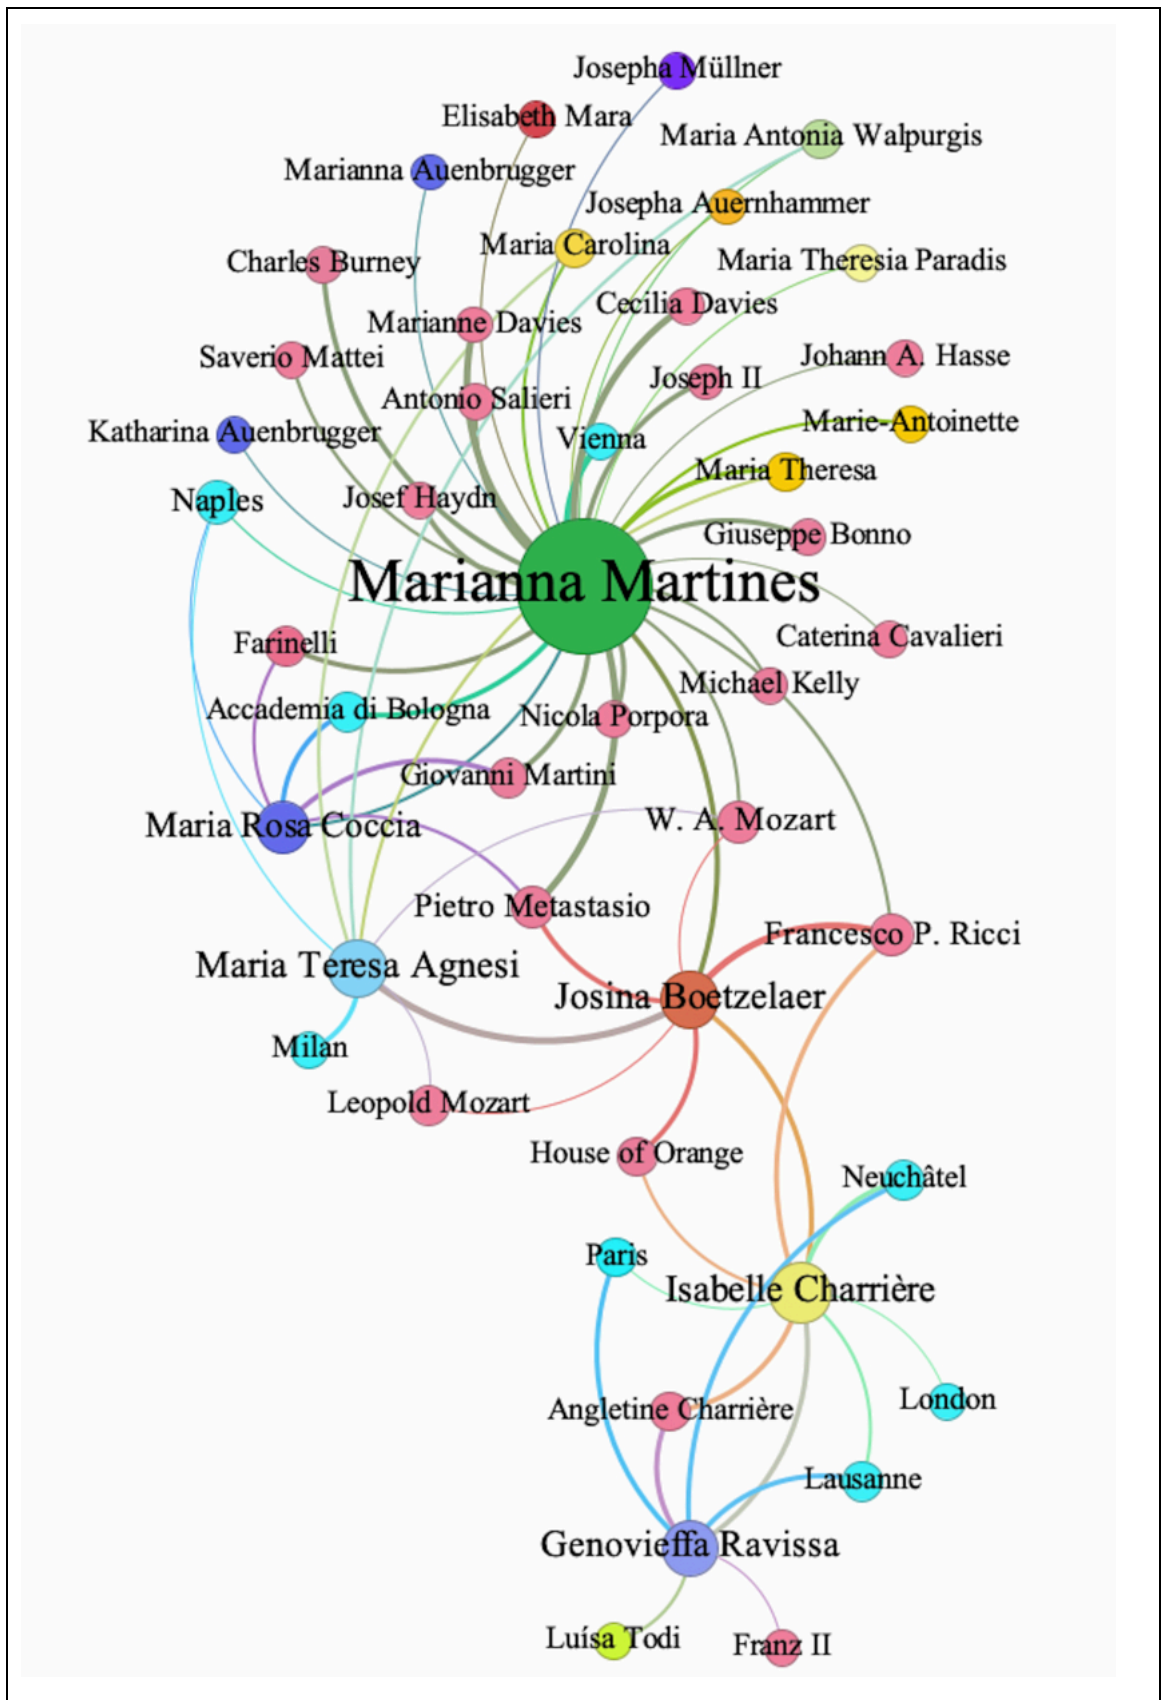 Josepha Müllner
Elisabeth Mara
Maria Antonia Walpurgis
Marianna Auenbrugger
Josepha Auernhammer
Maria Carolina
Charles Burney
Maria Theresia Paradis
Cecilia Davies
Marianne Davies
Saverio Mattei
Johann A. Hasse
Joseph II
Antonio Salieri
Marie-Antoinette
Katharina Auenbrugger
Vienna
Maria Theresa
Naples
Josef Haydn
Giuseppe Bonno
Marianna Martines
Farinelli
Caterina Cavalieri
Michael Kelly
Accademia di Bologna
Nicola Porpora
Giovanni Martini
Maria Rosa Coccia
W. A. Mozart
Pietro Metastasio
Francesco P. Ricci
Maria Teresa Agnesi
Josina Boetzelaer
Milan
Leopold Mozart
House of Orange
Neuchâtel
Paris
Isabelle Charrière
London
Angletine Charrière
Lausanne
Genovieffa Ravissa
Luísa Todi
Franz II